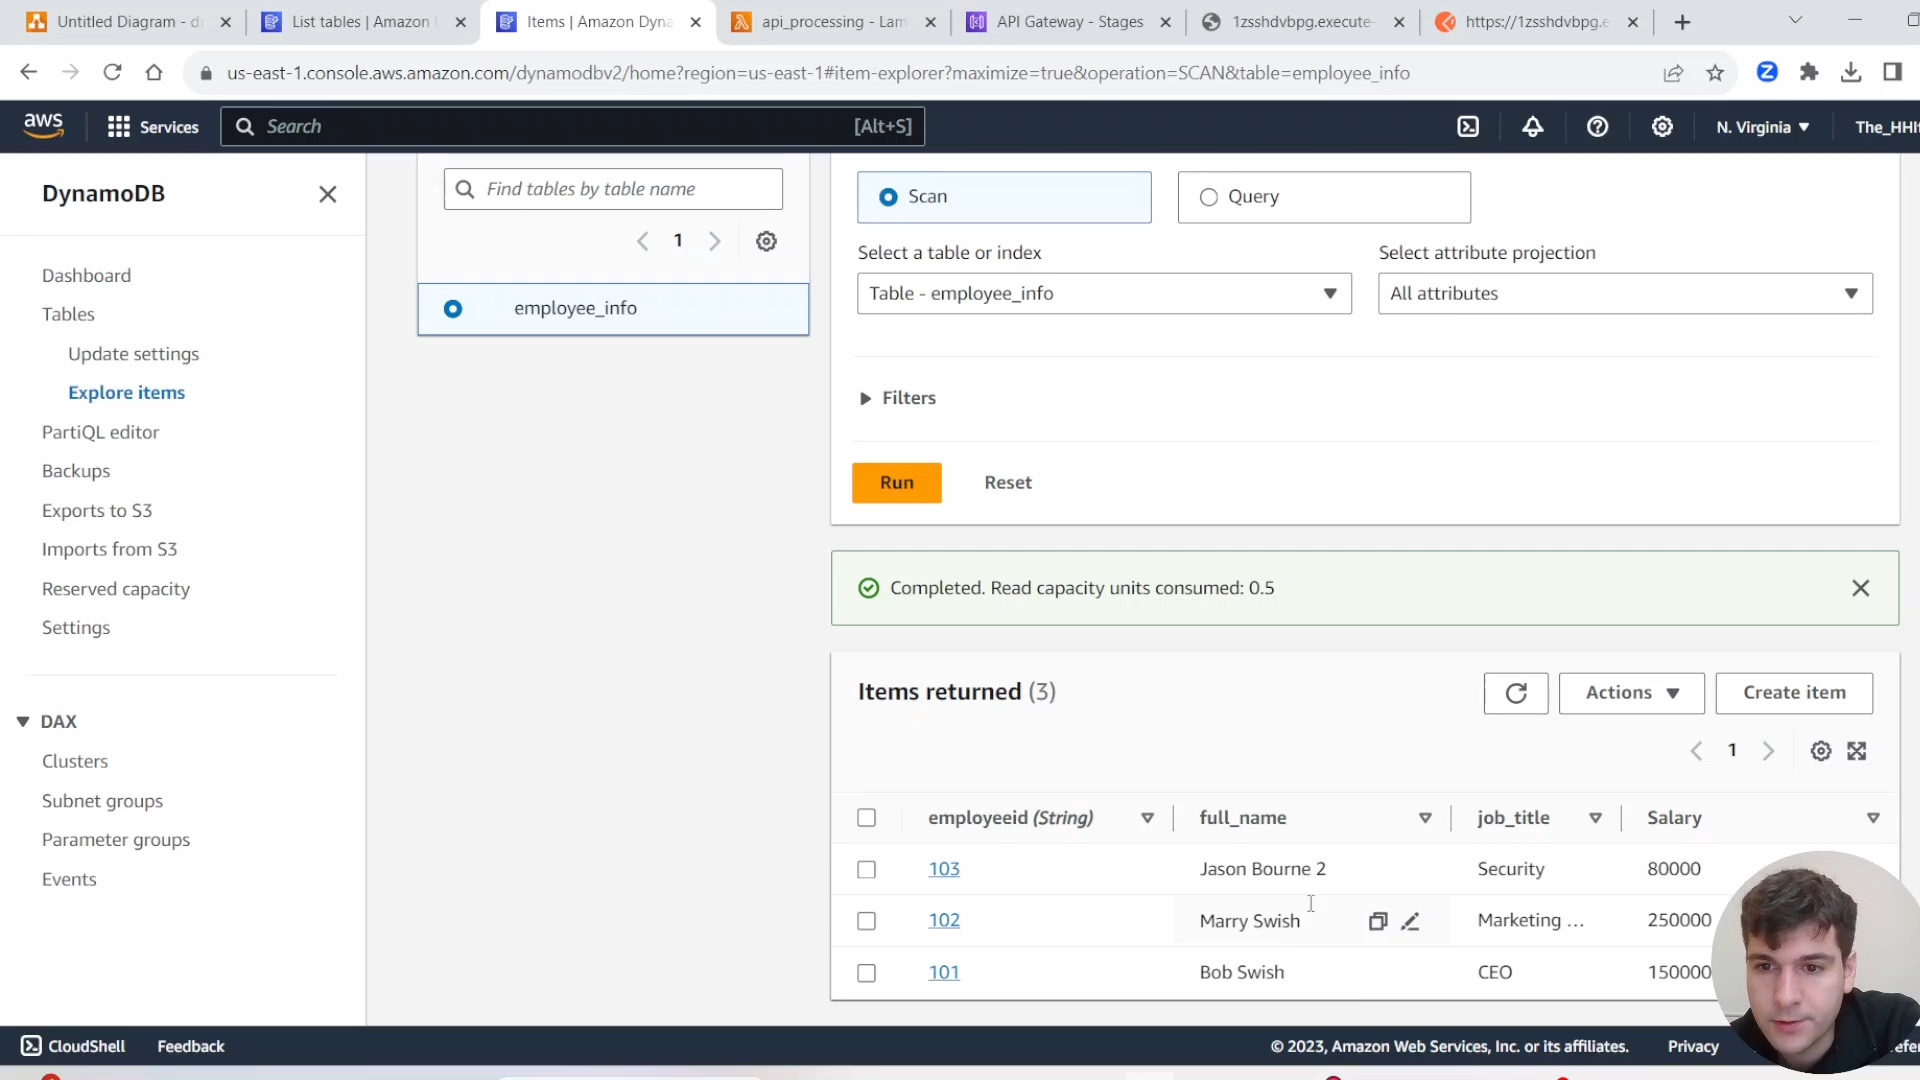 Untitled Diagram - d
List tables | Amazon
Items | Amazon Dyna
api_processing - Lam
API Gateway - Stages
1zsshdvbpg.execute-
https://1zsshdvbpg.e
us-east-1.console.aws.amazon.com/dynamodbv2/home?region=us-east-1#item-explorer?maximize=true&operation=SCAN&table=employee_info
aws
Services
Search
[Alt+S]
N. Virginia
The_HHIt
DynamoDB
Dashboard
Tables
Update settings
Explore items
PartiQL editor
Backups
Exports to S3
Imports from S3
Reserved capacity
Settings
DAX
Clusters
Subnet groups
Parameter groups
Events
Find tables by table name
1
employee_info
Scan
Query
Select a table or index
Select attribute projection
Table - employee_info
All attributes
Filters
Run
Reset
Completed. Read capacity units consumed: 0.5
Items returned (3)
Actions
Create item
1
employeeid (String)
full_name
job_title
Salary
103
Jason Bourne 2
Security
80000
102
Marry Swish
Marketing ...
250000
101
Bob Swish
CEO
150000
CloudShell
Feedback
© 2023, Amazon Web Services, Inc. or its affiliates.
Privacy